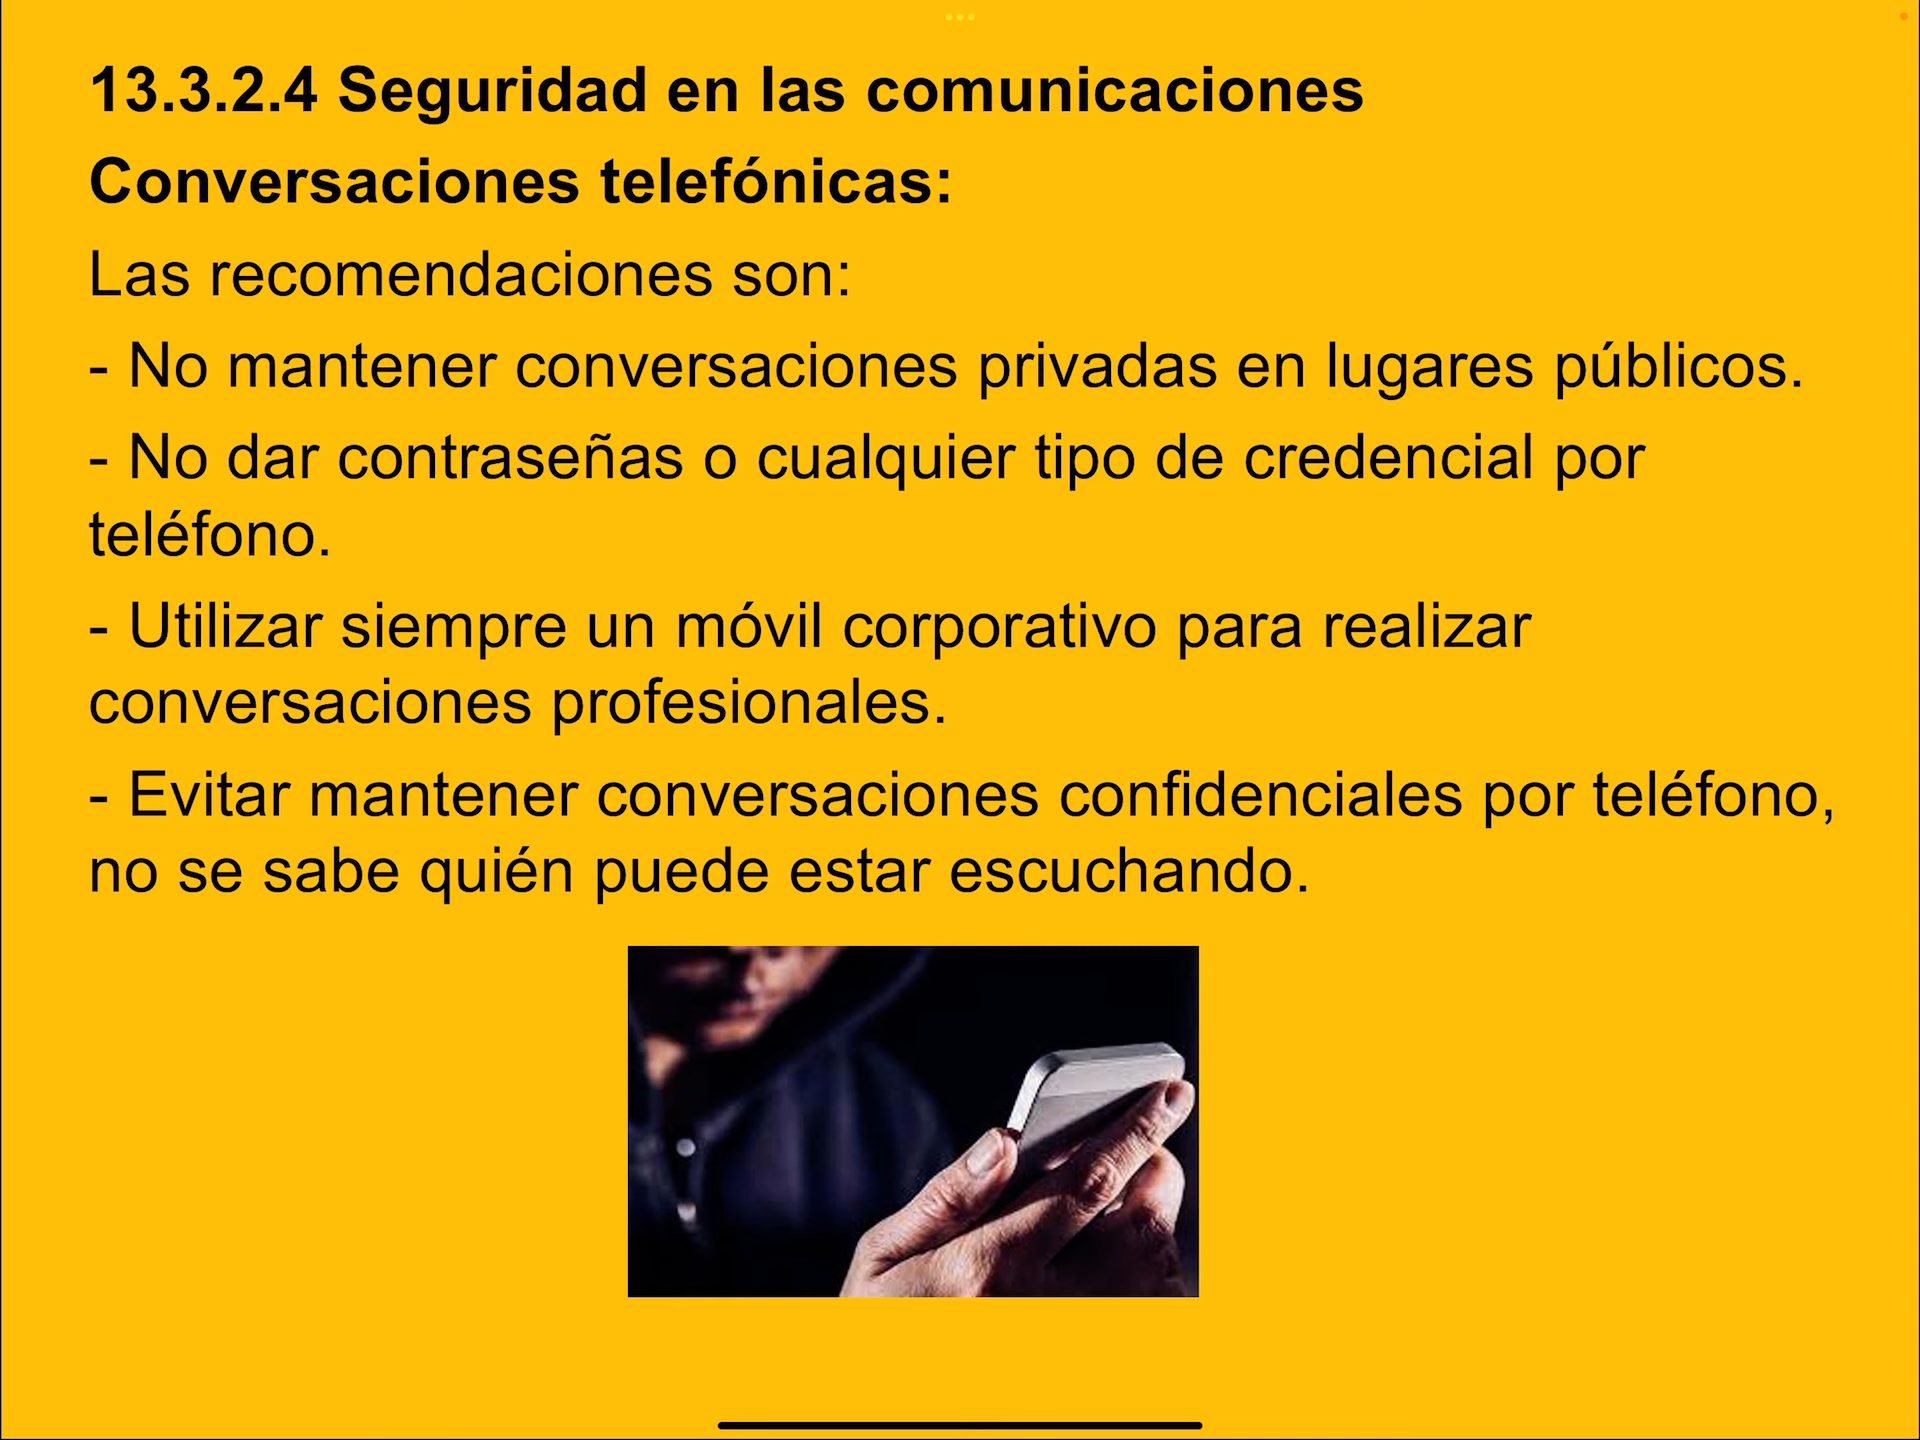 13.3.2.4 Seguridad en las comunicaciones
Conversaciones telefónicas:
Las recomendaciones son:
- No mantener conversaciones privadas en lugares públicos.
- No dar contraseñas o cualquier tipo de credencial por
teléfono.
- Utilizar siempre un móvil corporativo para realizar
conversaciones profesionales.
- Evitar mantener conversaciones confidenciales por teléfono,
no se sabe quién puede estar escuchando.